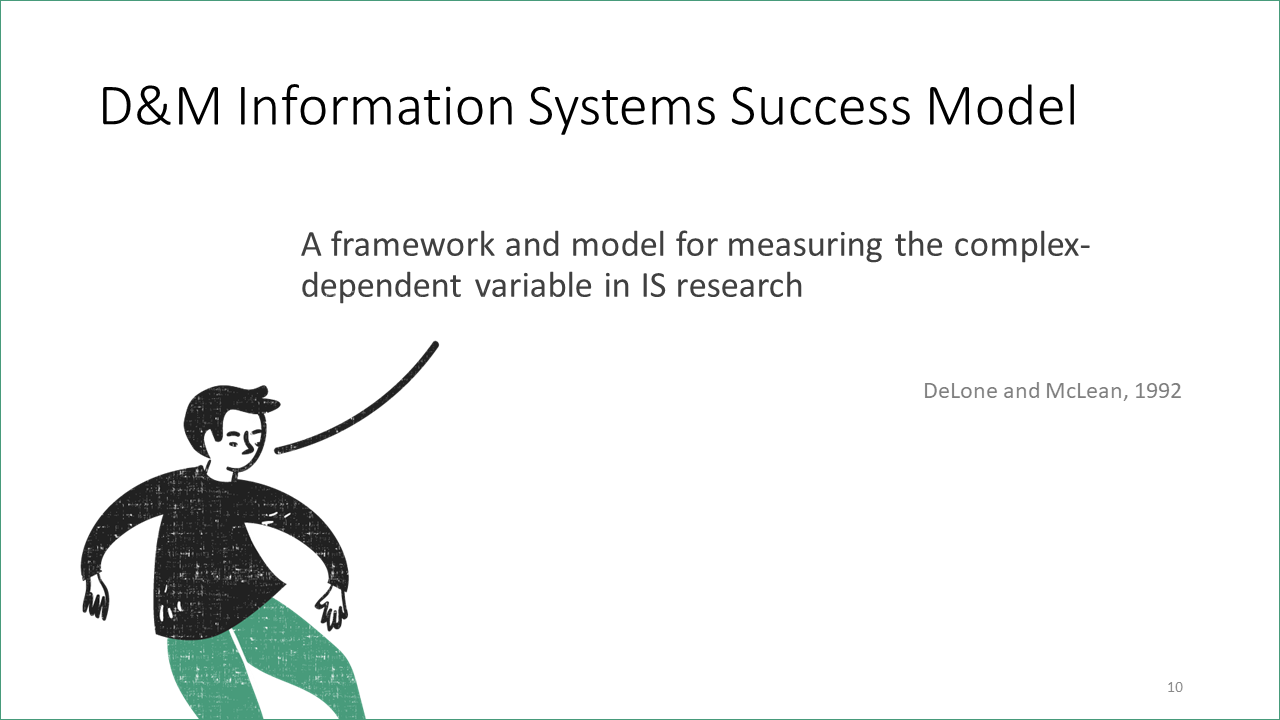 D&M Information Systems Success Model
A framework and model for measuring the complex-
dependent variable in IS research
DeLone and McLean, 1992
10